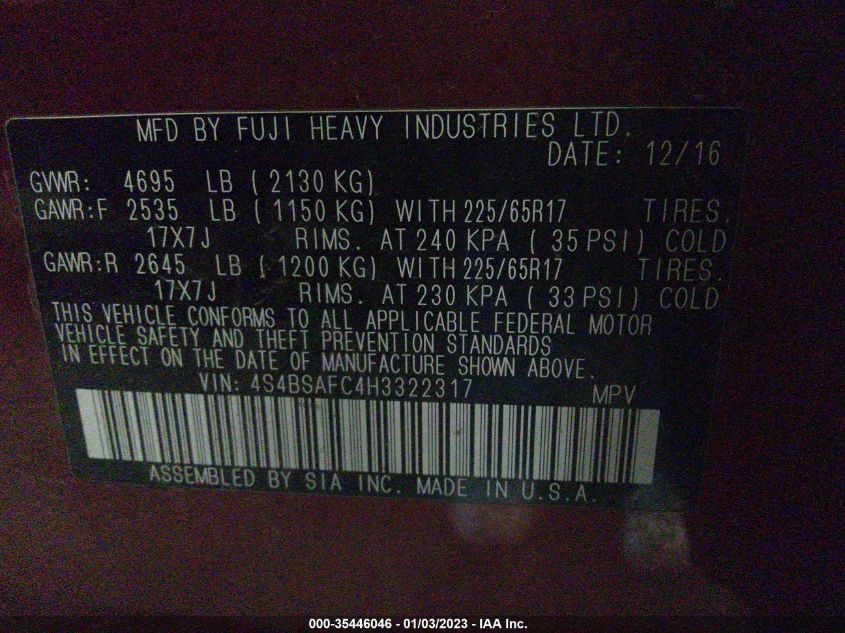 MFD BY FUJI HEAVY INDUSTRIES LTD.
DATE: 12/16
GVWR: 4695 LB ( 2130 KG)
GAWR:F 2535 LB ( 1150 KG) WITH 225/65R17 TIRES.
17X7J RIMS. AT 240 KPA ( 35 PSI) COLD
GAWR:R 2645 LB ( 1200 KG) WITH 225/65R17 TIRES.
17X7J RIMS. AT 230 KPA ( 33 PSI) COLD
THIS VEHICLE CONFORMS TO ALL APPLICABLE FEDERAL MOTOR
VEHICLE SAFETY AND THEFT PREVENTION STANDARDS
IN EFFECT ON THE DATE OF MANUFACTURE SHOWN ABOVE.
VIN: 4S4BSAFC4H3322317 MPV
ASSEMBLED BY SIA INC. MADE IN U.S.A.
000-35446046 - 01/03/2023 - IAA Inc.